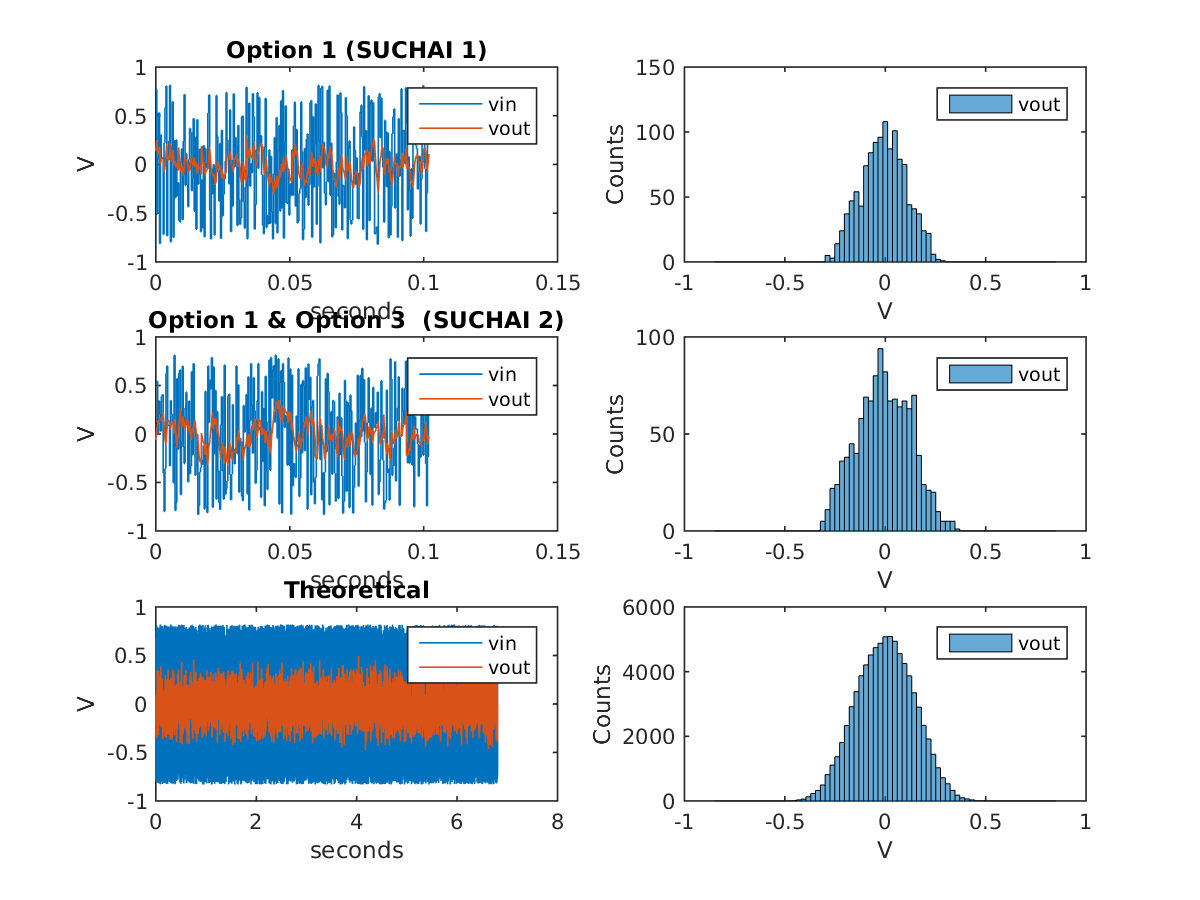 Option 1 (SUCHAI 1)
1
0.5
0
-0.5
-1
V
vin
vout
0 0.05 0.1 0.15
seconds
150
100
50
0
Counts
vout
-1 -0.5 0 0.5 1
V
Option 1 & Option 3 (SUCHAI 2)
1
0.5
0
-0.5
-1
V
vin
vout
0 0.05 0.1 0.15
seconds
100
50
0
Counts
vout
-1 -0.5 0 0.5 1
V
Theoretical
1
0.5
0
-0.5
-1
V
vin
vout
0 2 4 6 8
seconds
6000
4000
2000
0
Counts
vout
-1 -0.5 0 0.5 1
V